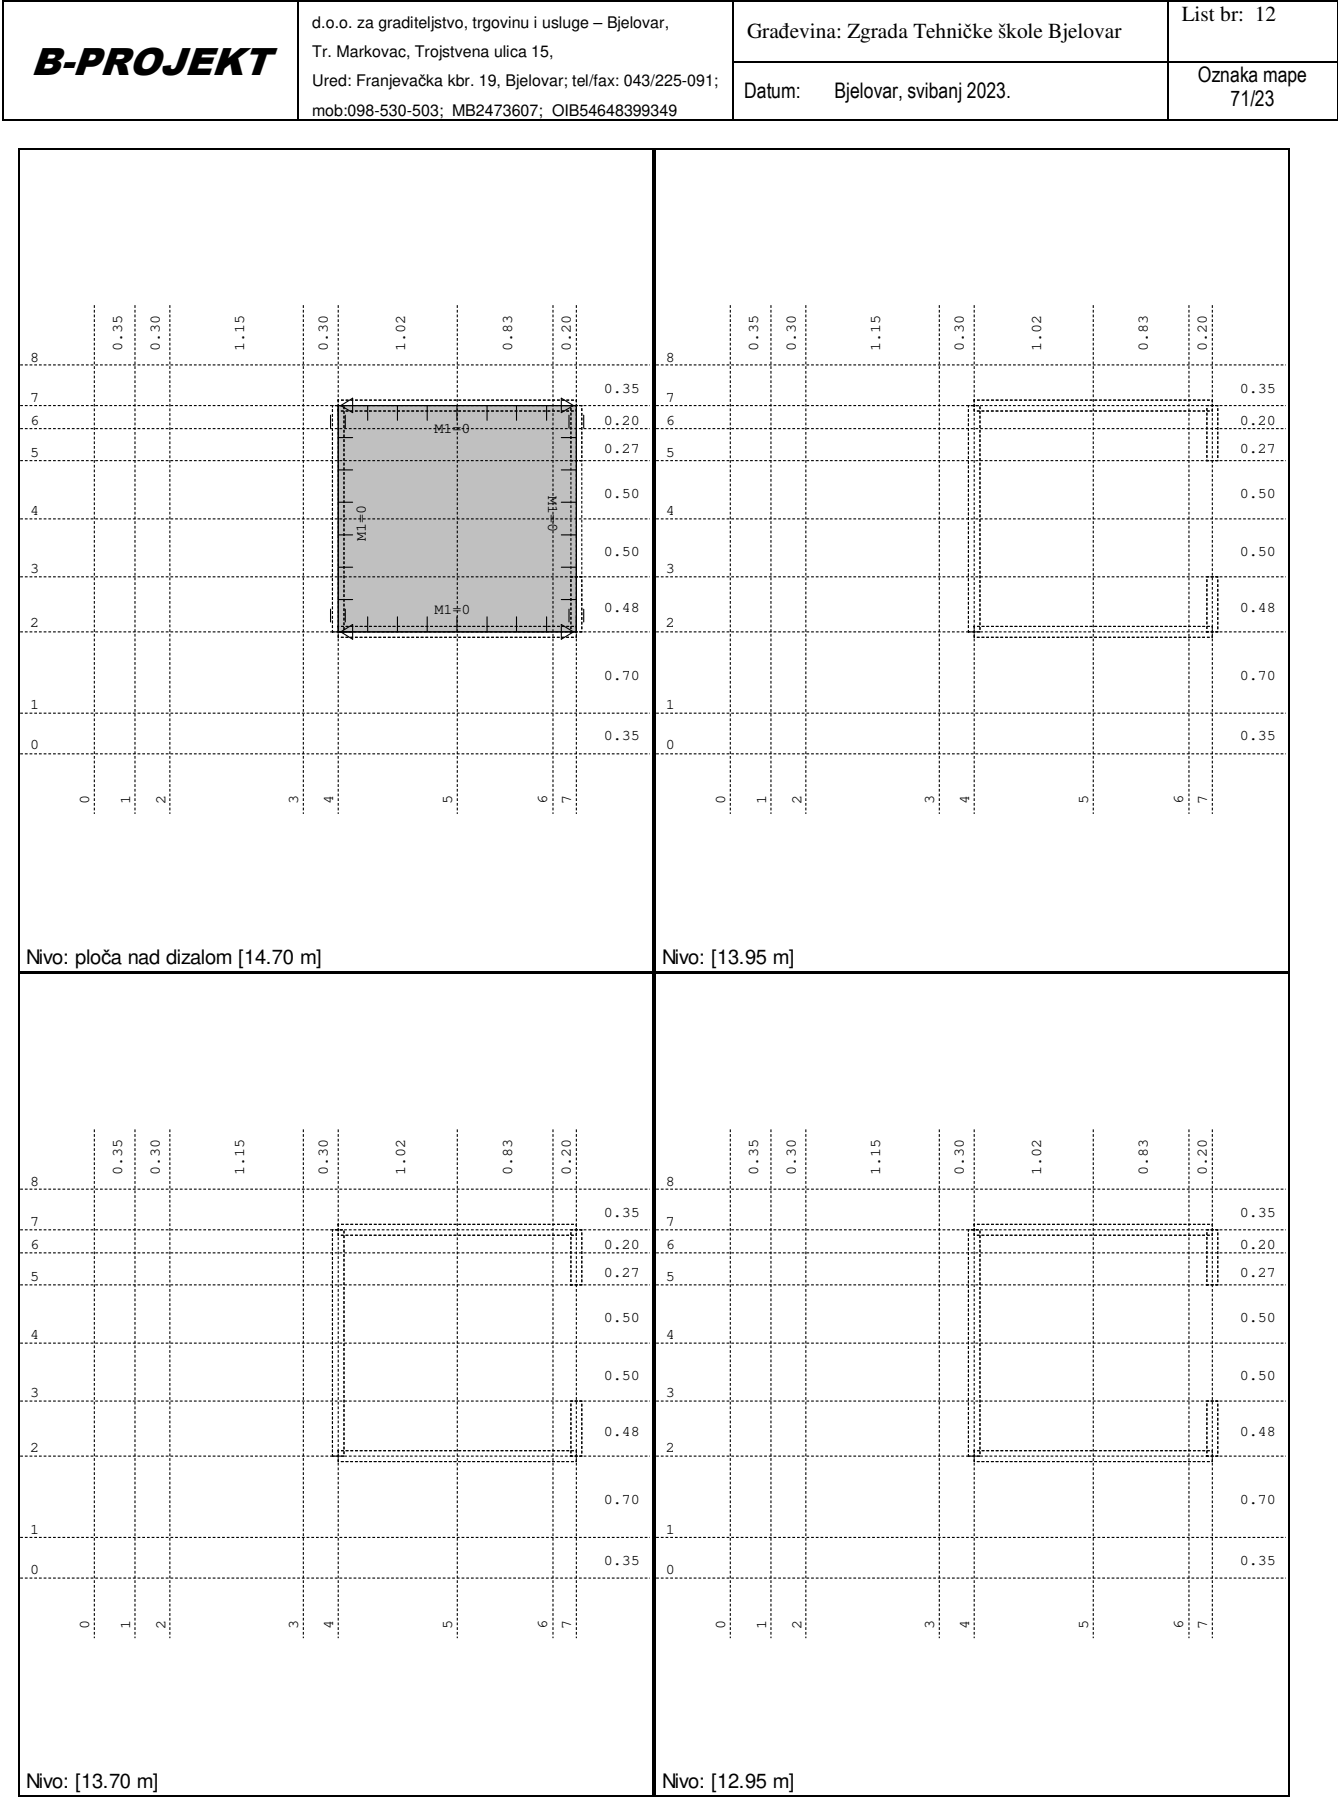 B-PROJEKT
d.o.o. za graditeljstvo, trgovinu i usluge – Bjelovar,
Tr. Markovac, Trojstvena ulica 15,
Ured: Franjevačka kbr. 19, Bjelovar; tel/fax: 043/225-091;
mob:098-530-503; MB2473607; OIB54648399349
Građevina: Zgrada Tehničke škole Bjelovar
Datum: Bjelovar, svibanj 2023.
List br: 12
Oznaka mape
71/23
0.35 0.30 1.15 0.30 1.02 0.83 0.20
8
0.35
7
0.20
6
M1=0
0.27
5
0.50
4
M1=0
M1=0
0.50
3
0.48
M1=0
2
0.70
1
0.35
0
0 1 2 3 4 5 6 7
Nivo: ploča nad dizalom [14.70 m]
0.35 0.30 1.15 0.30 1.02 0.83 0.20
8
0.35
7
0.20
6
0.27
5
0.50
4
0.50
3
0.48
2
0.70
1
0.35
0
0 1 2 3 4 5 6 7
Nivo: [13.95 m]
0.35 0.30 1.15 0.30 1.02 0.83 0.20
8
0.35
7
0.20
6
0.27
5
0.50
4
0.50
3
0.48
2
0.70
1
0.35
0
0 1 2 3 4 5 6 7
Nivo: [13.70 m]
0.35 0.30 1.15 0.30 1.02 0.83 0.20
8
0.35
7
0.20
6
0.27
5
0.50
4
0.50
3
0.48
2
0.70
1
0.35
0
0 1 2 3 4 5 6 7
Nivo: [12.95 m]